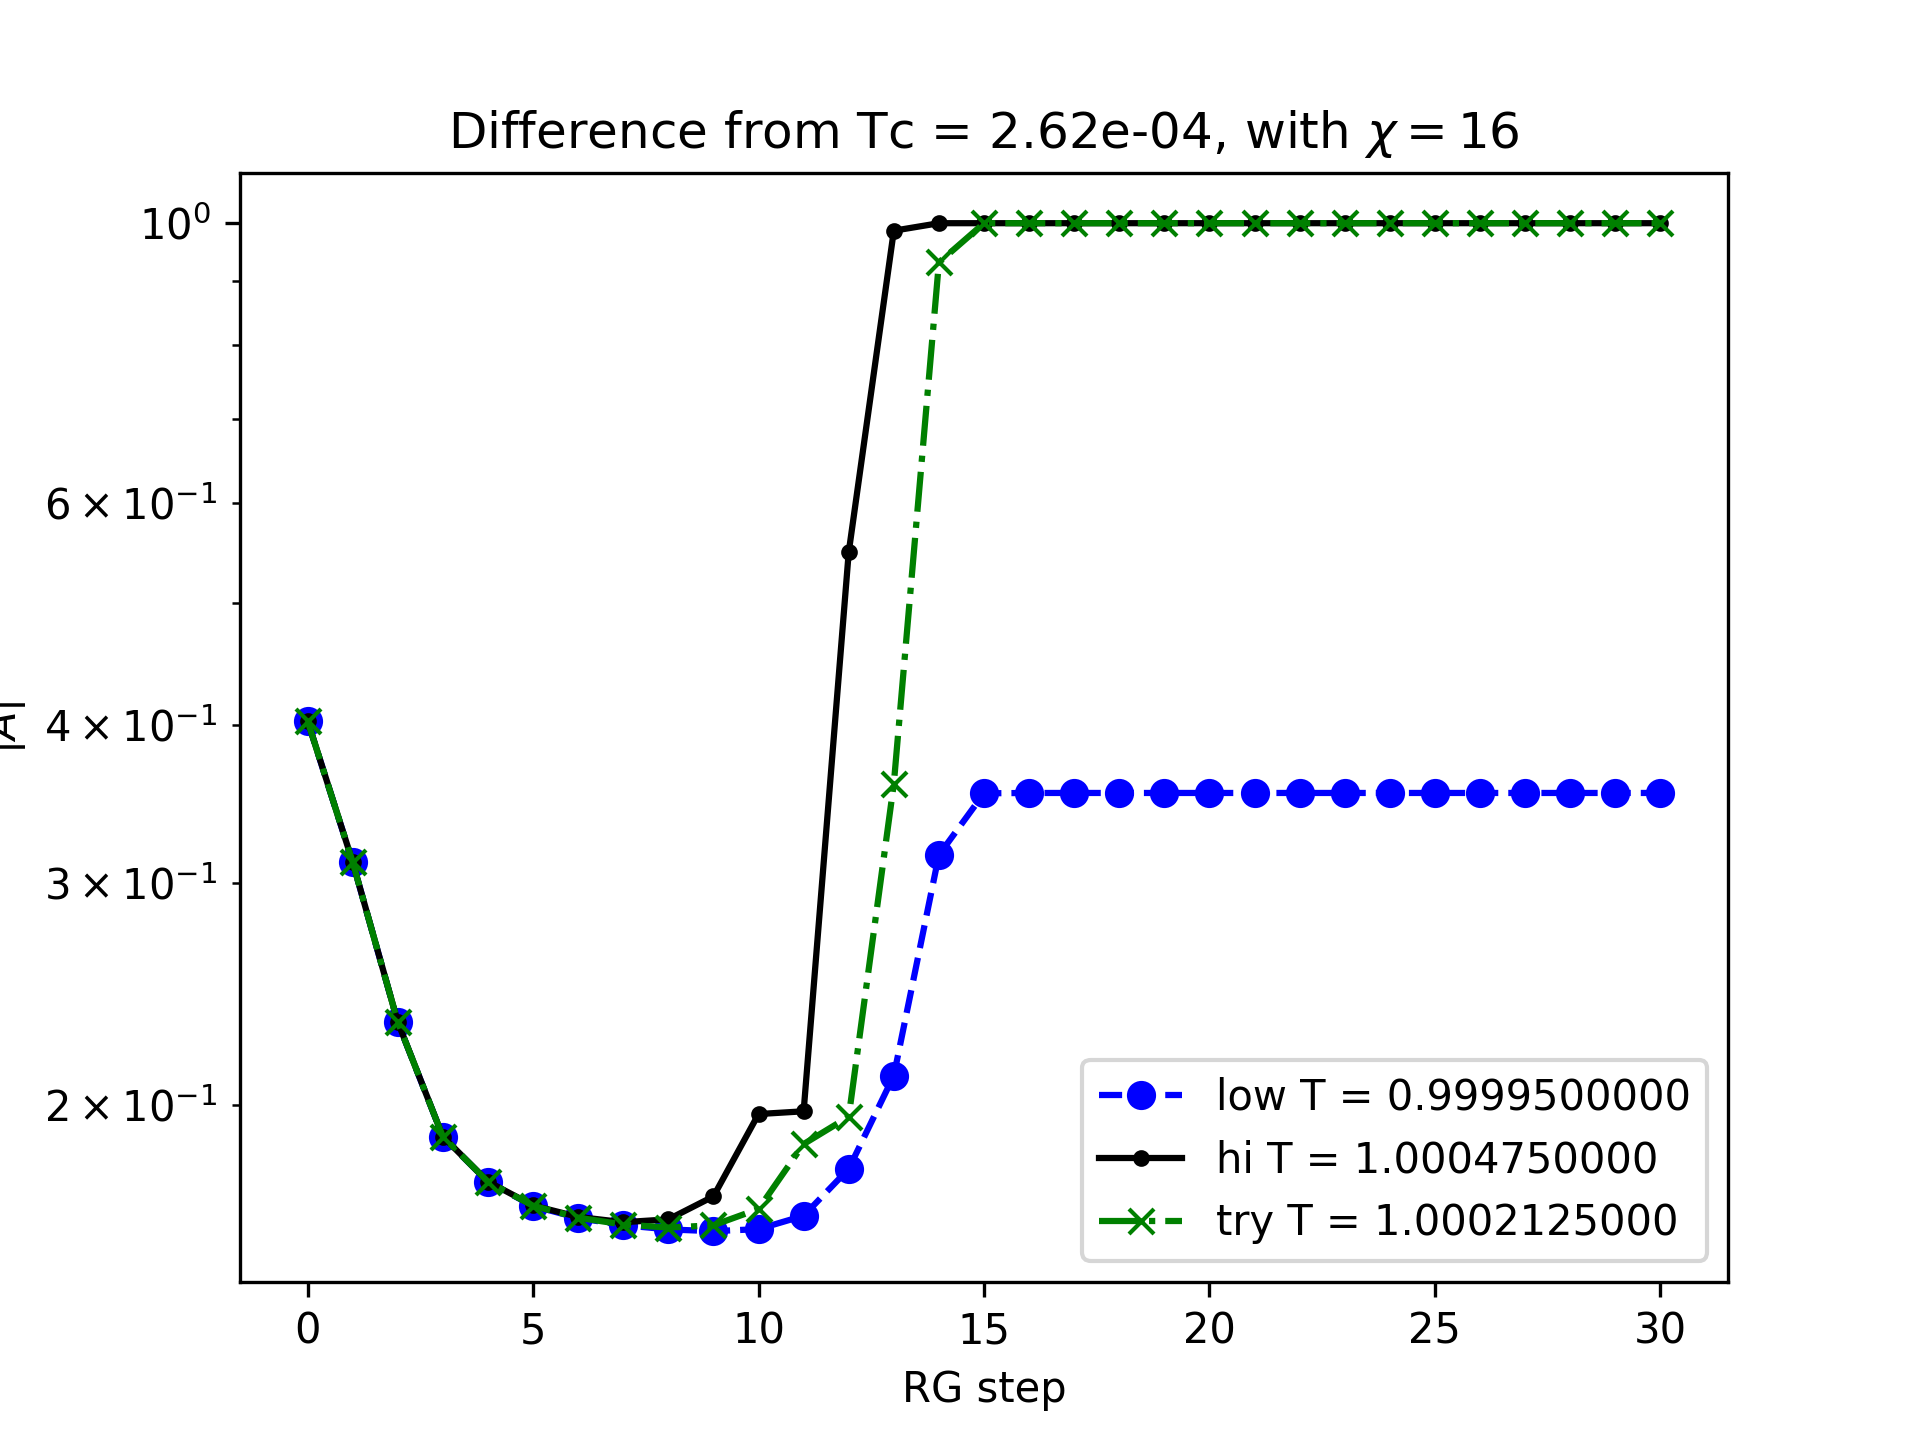 Difference from Tc = 2.62e-04, with χ = 16
10⁰
6 × 10⁻¹
4 × 10⁻¹
3 × 10⁻¹
2 × 10⁻¹
|A|
low T = 0.9999500000
hi T = 1.0004750000
try T = 1.0002125000
0 5 10 15 20 25 30
RG step